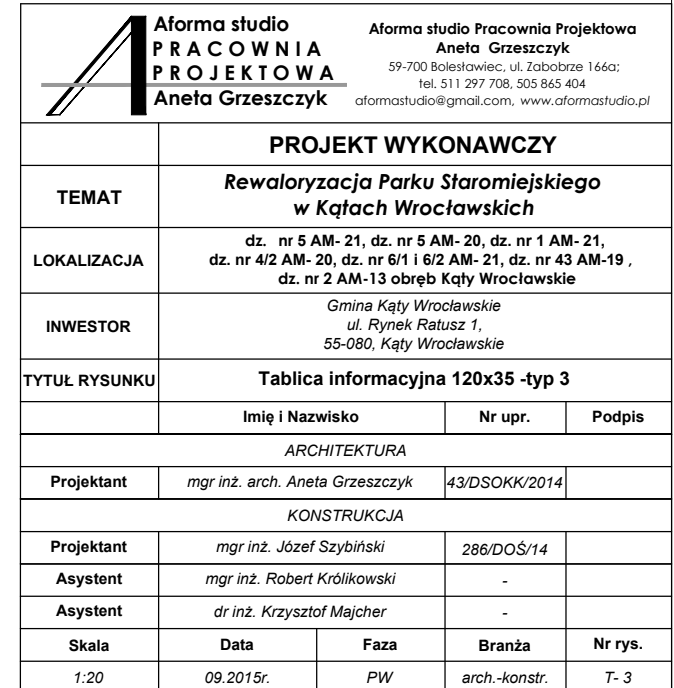 Aforma studio
PRACOWNIA
PROJEKTOWA
Aneta Grzeszczyk
Aforma studio Pracownia Projektowa
Aneta Grzeszczyk
59-700 Bolesławiec, ul. Zabobrze 166a;
tel. 511 297 708, 505 865 404
aformastudio@gmail.com, www.aformastudio.pl
PROJEKT WYKONAWCZY
TEMAT
Rewaloryzacja Parku Staromiejskiego
w Kątach Wrocławskich
LOKALIZACJA
dz. nr 5 AM- 21, dz. nr 5 AM- 20, dz. nr 1 AM- 21,
dz. nr 4/2 AM- 20, dz. nr 6/1 i 6/2 AM- 21, dz. nr 43 AM-19 ,
dz. nr 2 AM-13 obręb Kąty Wrocławskie
INWESTOR
Gmina Kąty Wrocławskie
ul. Rynek Ratusz 1,
55-080, Kąty Wrocławskie
TYTUŁ RYSUNKU Tablica informacyjna 120x35 -typ 3
Imię i Nazwisko Nr upr. Podpis
ARCHITEKTURA
Projektant mgr inż. arch. Aneta Grzeszczyk 43/DSOKK/2014
KONSTRUKCJA
Projektant mgr inż. Józef Szybiński 286/DOŚ/14
Asystent mgr inż. Robert Królikowski -
Asystent dr inż. Krzysztof Majcher -
Skala Data Faza Branża Nr rys.
1:20 09.2015r. PW arch.-konstr. T- 3